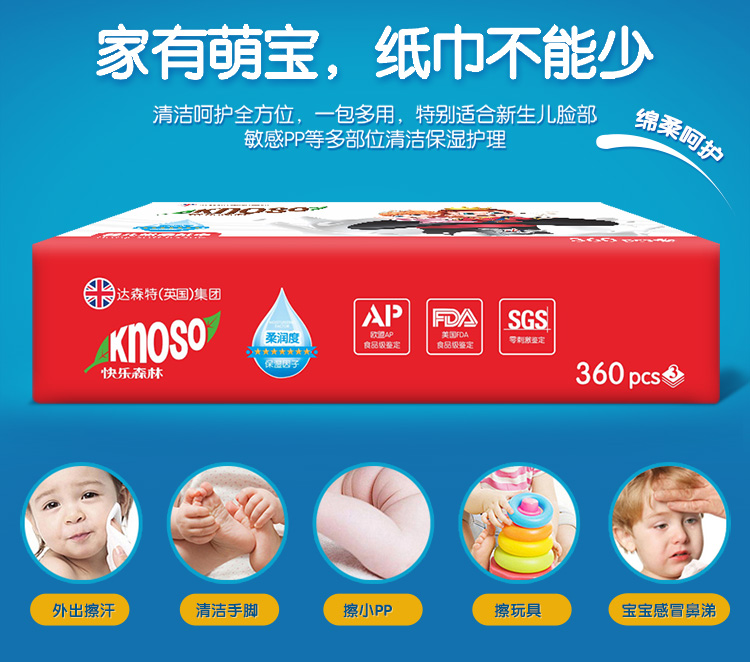 家有萌宝，纸巾不能少
清洁呵护全方位，一包多用，特别适合新生儿脸部
敏感PP等多部位清洁保湿护理
绵柔呵护
KNOSO
达森特(英国)集团
KNOSO
快乐森林
柔润度
保湿因子
AP
欧盟AP
食品级鉴定
FDA
美国FDA
食品级鉴定
SGS
零刺激鉴定
360pcs
3
外出擦汗
清洁手脚
擦小PP
擦玩具
宝宝感冒鼻涕